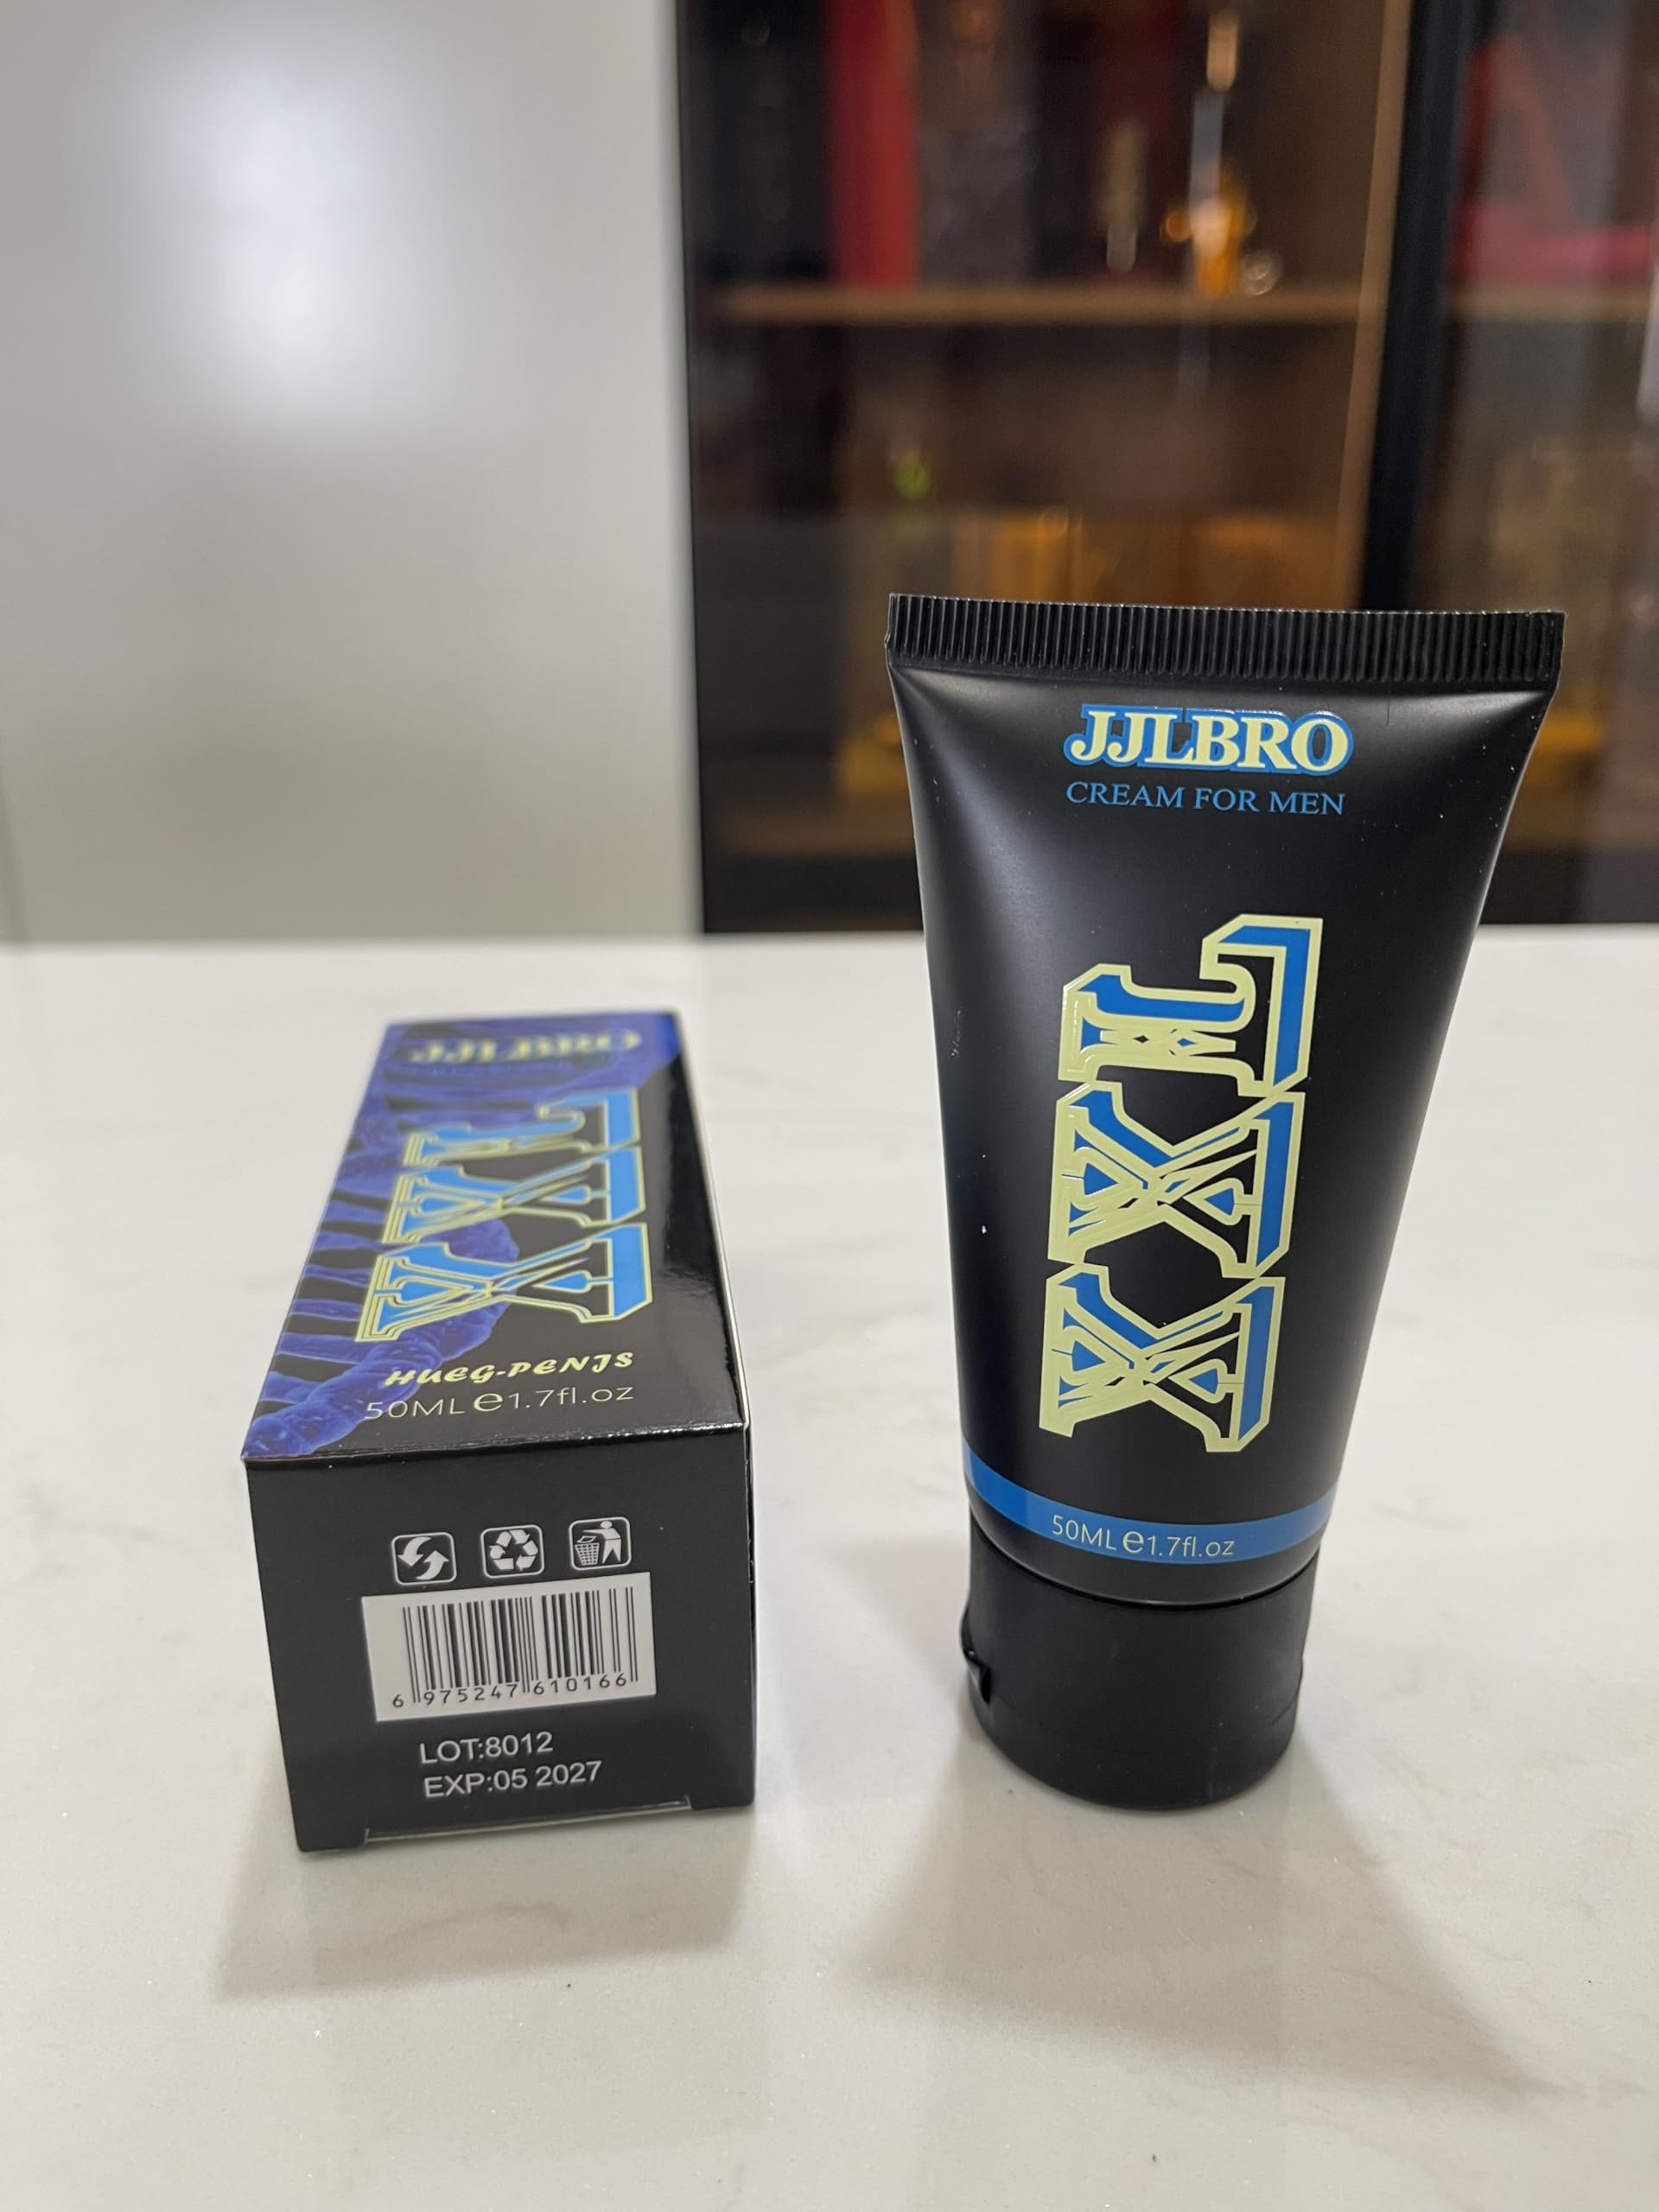 JJLBRO
XXL
HUEG-PENIS
50ML e 1.7fl.oz
6 975247 610166
LOT:8012
EXP:05 2027
JJLBRO
CREAM FOR MEN
XXL
50ML e 1.7fl.oz